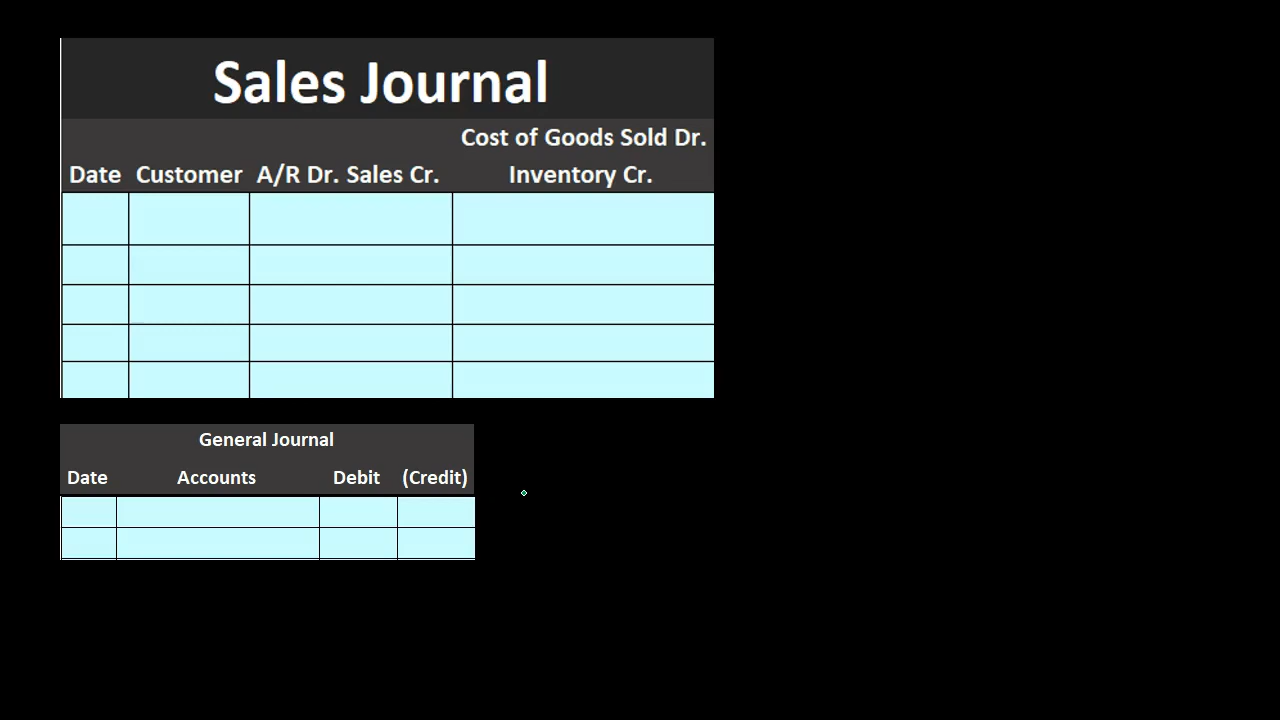 Sales Journal
Cost of Goods Sold Dr.
Date Customer A/R Dr. Sales Cr. Inventory Cr.
General Journal
Date Accounts Debit (Credit)